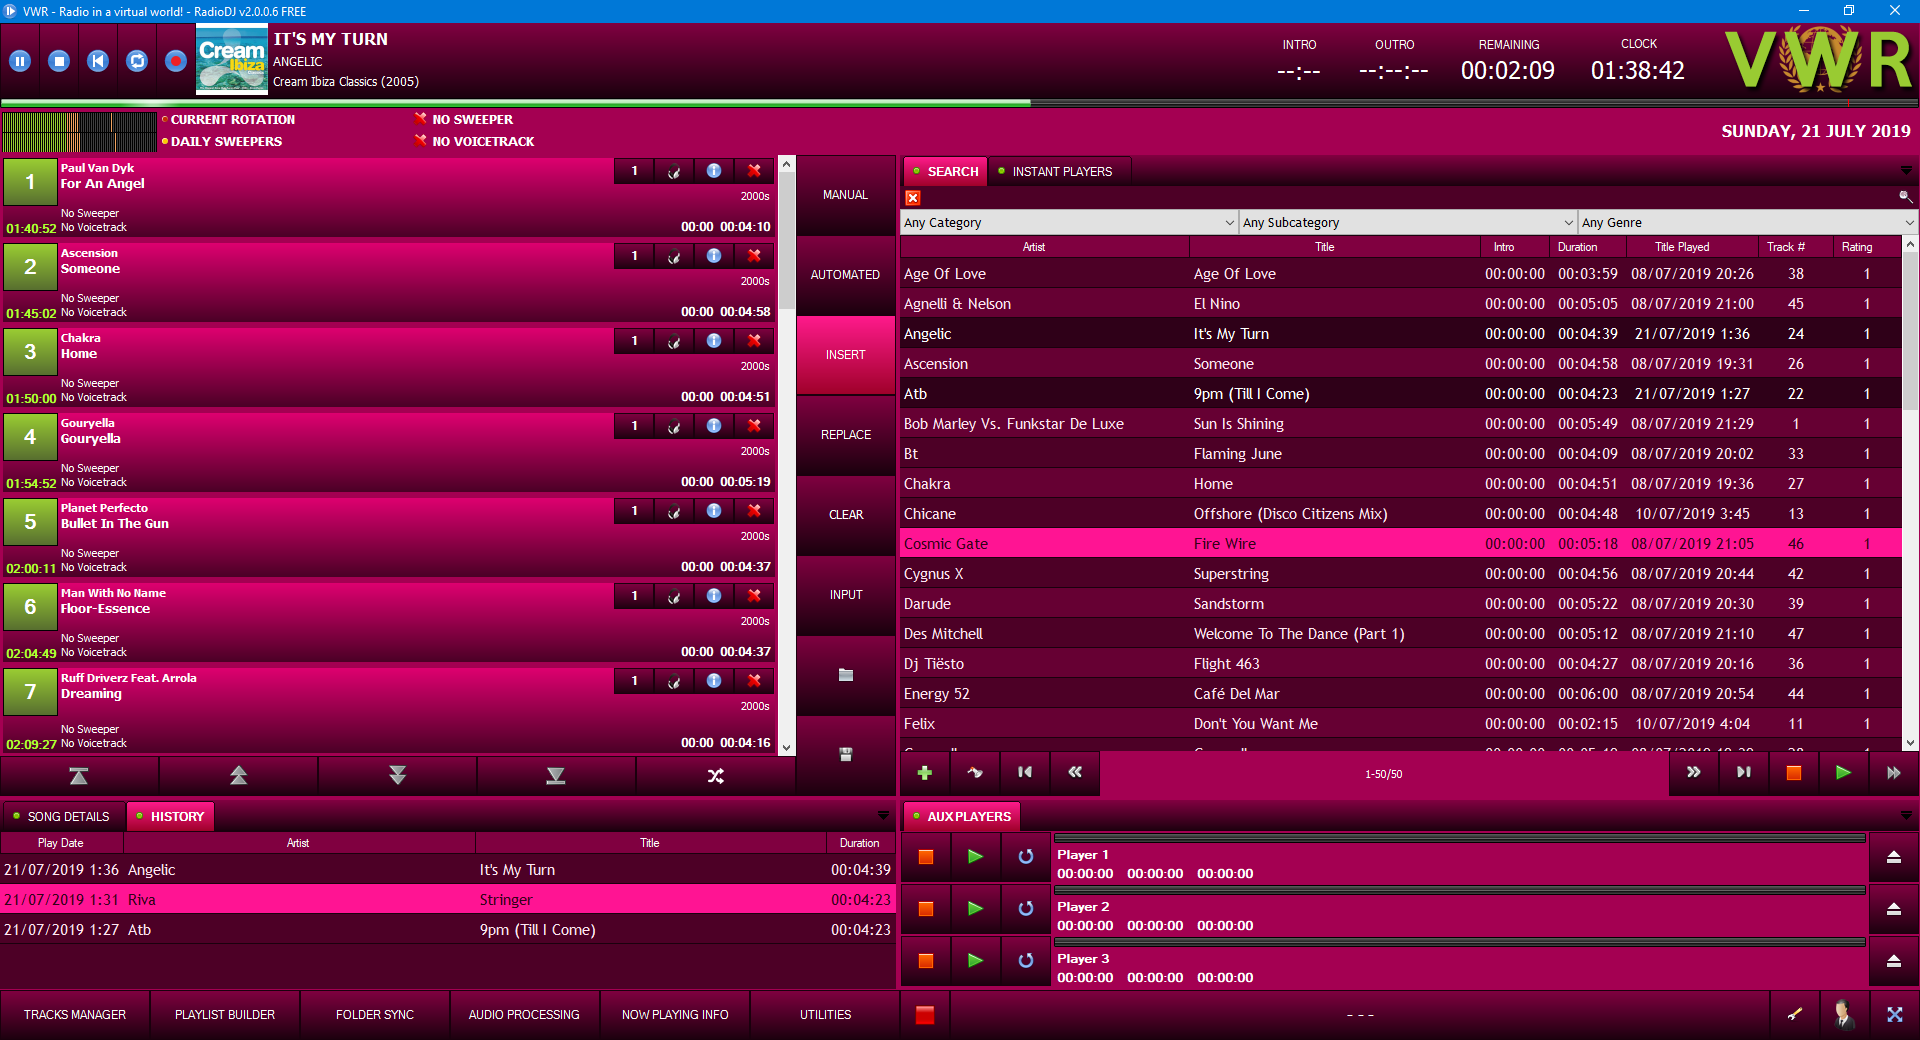 VWR - Radio in a virtual world! - RadioDJ v2.0.0.6 FREE
Cream
Ibiza
IT'S MY TURN
ANGELIC
Cream Ibiza Classics (2005)
INTRO OUTRO REMAINING CLOCK
--:-- --:--:-- 00:02:09 01:38:42
VWR
CURRENT ROTATION NO SWEEPER
DAILY SWEEPERS NO VOICETRACK
SUNDAY, 21 JULY 2019
1 Paul Van Dyk 1
For An Angel
2000s
No Sweeper
01:40:52 No Voicetrack 00:00 00:04:10
2 Ascension 1
Someone
2000s
No Sweeper
01:45:02 No Voicetrack 00:00 00:04:58
3 Chakra 1
Home
2000s
No Sweeper
01:50:00 No Voicetrack 00:00 00:04:51
4 Gouryella 1
Gouryella
2000s
No Sweeper
01:54:52 No Voicetrack 00:00 00:05:19
5 Planet Perfecto 1
Bullet In The Gun
2000s
No Sweeper
02:00:11 No Voicetrack 00:00 00:04:37
6 Man With No Name 1
Floor-Essence
2000s
No Sweeper
02:04:49 No Voicetrack 00:00 00:04:37
7 Ruff Driverz Feat. Arrola 1
Dreaming
2000s
No Sweeper
02:09:27 No Voicetrack 00:00 00:04:16
MANUAL
AUTOMATED
INSERT
REPLACE
CLEAR
INPUT
SEARCH INSTANT PLAYERS
Any Category Any Subcategory Any Genre
Artist Title Intro Duration Title Played Track # Rating
Age Of Love Age Of Love 00:00:00 00:03:59 08/07/2019 20:26 38 1
Agnelli & Nelson El Nino 00:00:00 00:05:05 08/07/2019 21:00 45 1
Angelic It's My Turn 00:00:00 00:04:39 21/07/2019 1:36 24 1
Ascension Someone 00:00:00 00:04:58 08/07/2019 19:31 26 1
Atb 9pm (Till I Come) 00:00:00 00:04:23 21/07/2019 1:27 22 1
Bob Marley Vs. Funkstar De Luxe Sun Is Shining 00:00:00 00:05:49 08/07/2019 21:29 1 1
Bt Flaming June 00:00:00 00:04:09 08/07/2019 20:02 33 1
Chakra Home 00:00:00 00:04:51 08/07/2019 19:36 27 1
Chicane Offshore (Disco Citizens Mix) 00:00:00 00:04:48 10/07/2019 3:45 13 1
Cosmic Gate Fire Wire 00:00:00 00:05:18 08/07/2019 21:05 46 1
Cygnus X Superstring 00:00:00 00:04:56 08/07/2019 20:44 42 1
Darude Sandstorm 00:00:00 00:05:22 08/07/2019 20:30 39 1
Des Mitchell Welcome To The Dance (Part 1) 00:00:00 00:05:12 08/07/2019 21:10 47 1
Dj Tiësto Flight 463 00:00:00 00:04:27 08/07/2019 20:16 36 1
Energy 52 Café Del Mar 00:00:00 00:06:00 08/07/2019 20:54 44 1
Felix Don't You Want Me 00:00:00 00:02:15 10/07/2019 4:04 11 1
1-50/50
SONG DETAILS HISTORY
Play Date Artist Title Duration
21/07/2019 1:36 Angelic It's My Turn 00:04:39
21/07/2019 1:31 Riva Stringer 00:04:23
21/07/2019 1:27 Atb 9pm (Till I Come) 00:04:23
AUX PLAYERS
Player 1
00:00:00 00:00:00 00:00:00
Player 2
00:00:00 00:00:00 00:00:00
Player 3
00:00:00 00:00:00 00:00:00
TRACKS MANAGER PLAYLIST BUILDER FOLDER SYNC AUDIO PROCESSING NOW PLAYING INFO UTILITIES - - -